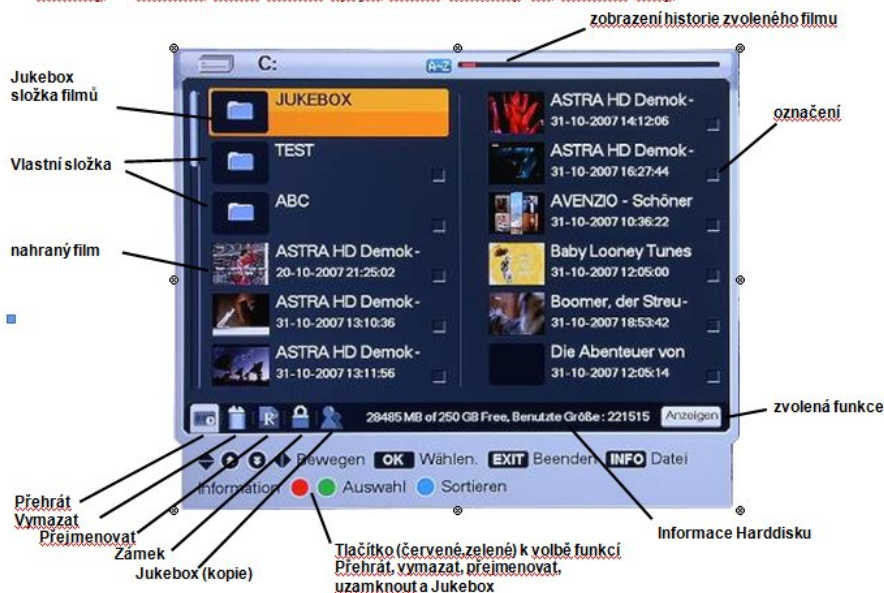 zobrazení historie zvoleného filmu
C:
A-Z
Jukebox
složka filmů
JUKEBOX
ASTRA HD Demok-
31-10-2007 14:12:06
označení
Vlastní složka
TEST
ASTRA HD Demok-
31-10-2007 16:27:44
ABC
AVENZIO - Schöner
31-10-2007 10:36:22
nahraný film
ASTRA HD Demok-
20-10-2007 21:25:02
Baby Looney Tunes
31-10-2007 12:05:00
ASTRA HD Demok-
31-10-2007 13:10:36
Boomer, der Streu-
31-10-2007 18:53:42
ASTRA HD Demok-
31-10-2007 13:11:56
Die Abenteuer von
31-10-2007 12:05:14
R
28485 MB of 250 GB Free, Benutzte Größe : 221515
Anzeigen
zvolená funkce
Bewegen OK Wählen. EXIT Beenden INFO Datei
Information Auswahl Sortieren
Přehrát
Vymazat
Přejmenovat
Zámek
Jukebox (kopie)
Informace Harddisku
Tlačítko (červené,zelené) k volbě funkcí
Přehrát, vymazat, přejmenovat,
uzamknout a Jukebox